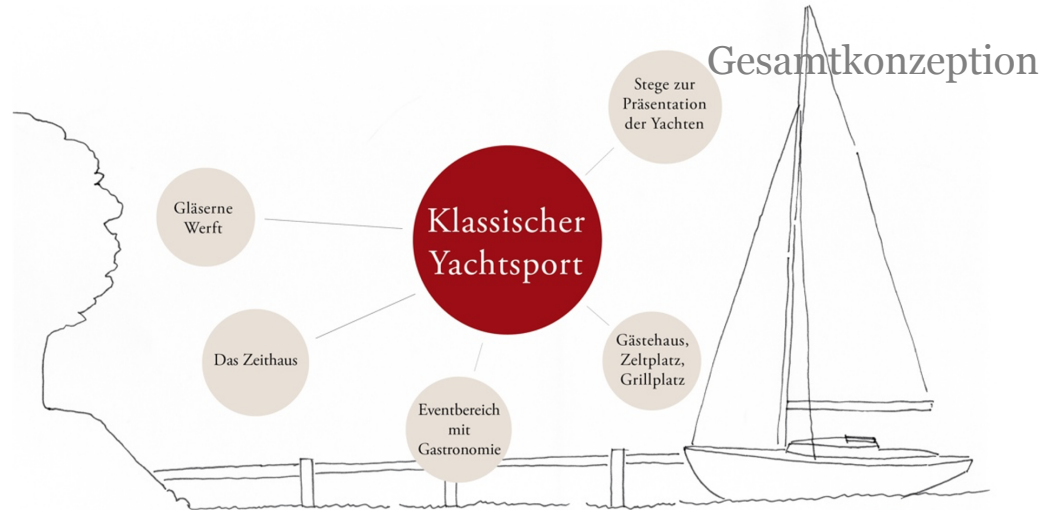 Gesamtkonzeption
Stege zur
Präsentation
der Yachten
Gläserne
Werft
Klassischer
Yachtsport
Das Zeithaus
Gästehaus,
Zeltplatz,
Grillplatz
Eventbereich
mit
Gastronomie